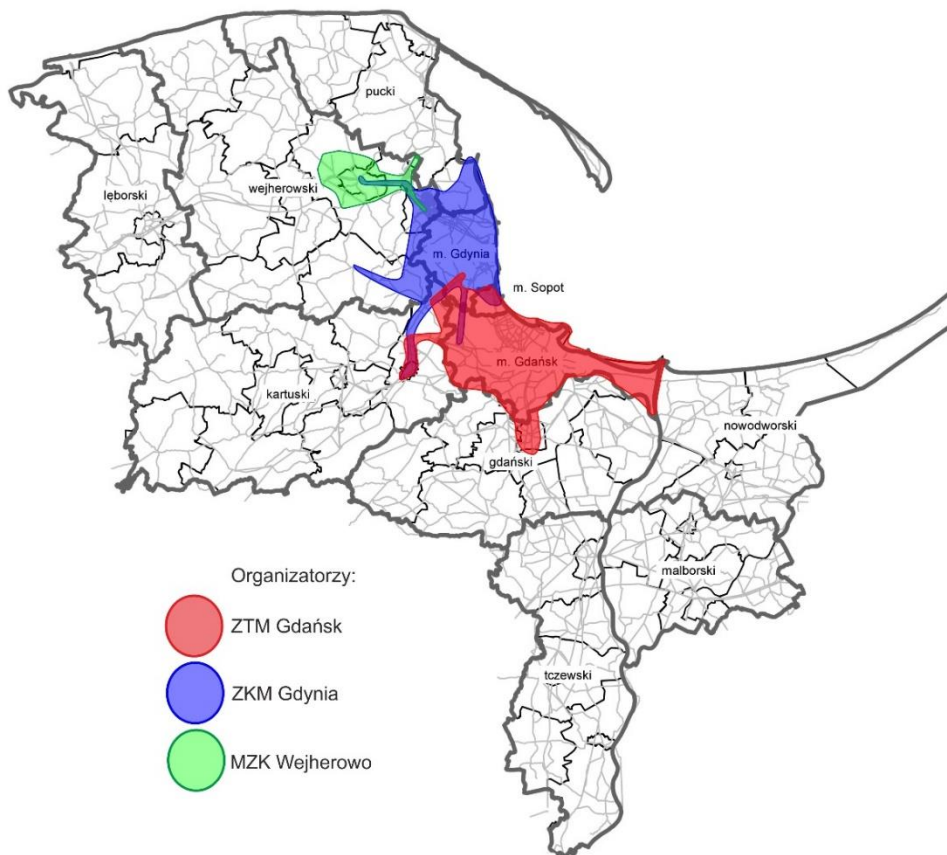 pucki
wejherowski
lęborski
m. Gdynia
m. Sopot
m. Gdańsk
kartuski
nowodworski
gdański
malborski
tczewski
Organizatorzy:
ZTM Gdańsk
ZKM Gdynia
MZK Wejherowo